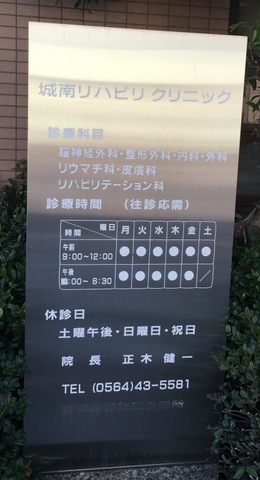 城南リハビリ クリニック
診療科目
脳神経外科・整形外科・内科・外科
リウマチ科・皮膚科
リハビリテーション科
診療時間 (往診応需)
時間 曜日 月 火 水 木 金 土
午前
9:00～12:00 ● ● ● ● ● ●
午後
:00～ 6:30 ● ● ● ● ● ／
休診日
土曜午後・日曜日・祝日
院長 正木健一
TEL (0564)43-5581